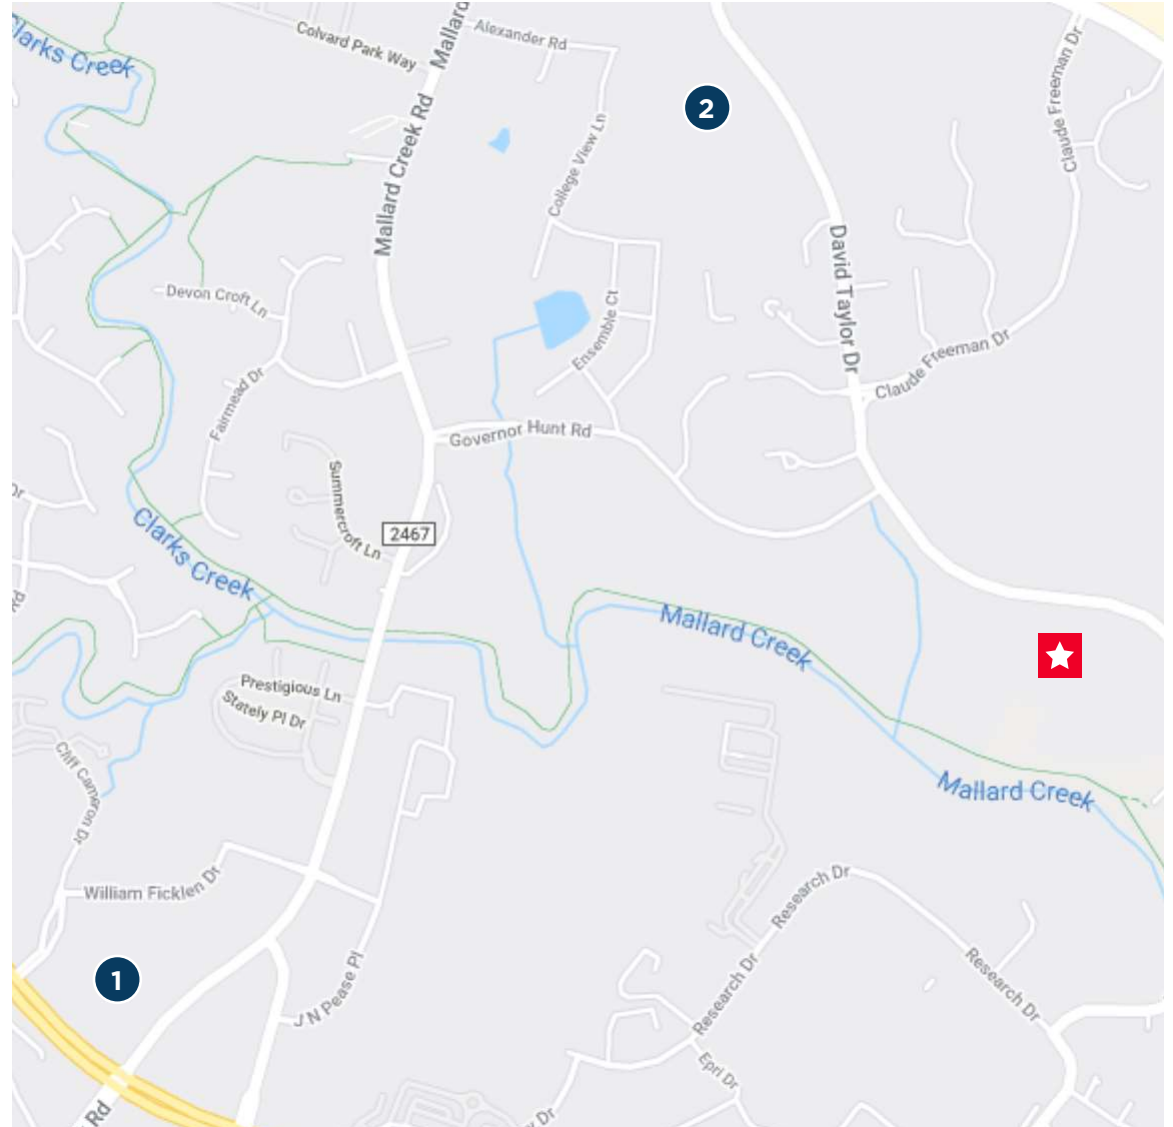 Clarks Creek
Colvard Park Way
Mallard
Alexander Rd
Mallard Creek Rd
2
College View Ln
Claude Freeman Dr
David Taylor Dr
Devon Croft Ln
Ensemble Ct
Fairmead Dr
Claude Freeman Dr
Governor Hunt Rd
Summercroft Ln
2467
Dr
Clarks Creek
Rd
Mallard Creek
Prestigious Ln
Stately Pl Dr
Cliff Cameron Dr
Mallard Creek
William Ficklen Dr
Research Dr
1
J N Pease Pl
Research Dr
Research Dr
Epri Dr
Rd
Dr